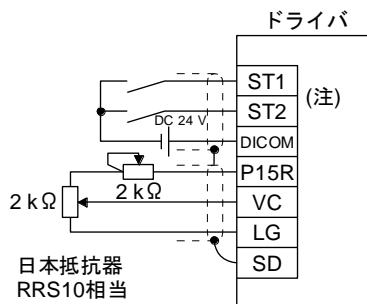 ドライバ
ST1
(注)
ST2
DC 24 V
DICOM
P15R
2 kΩ
2 kΩ
VC
LG
日本抵抗器
RRS10相当
SD